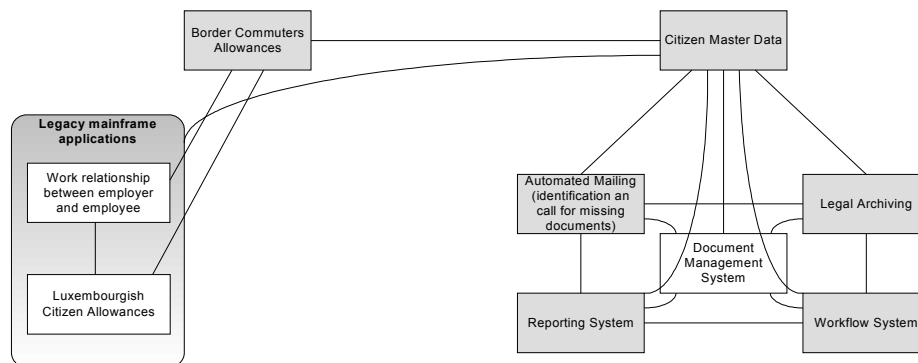 Border Commuters
Allowances
Citizen Master Data
Legacy mainframe
applications
Work relationship
between employer
and employee
Luxembourgish
Citizen Allowances
Automated Mailing
(identification an
call for missing
documents)
Legal Archiving
Document
Management
System
Reporting System
Workflow System